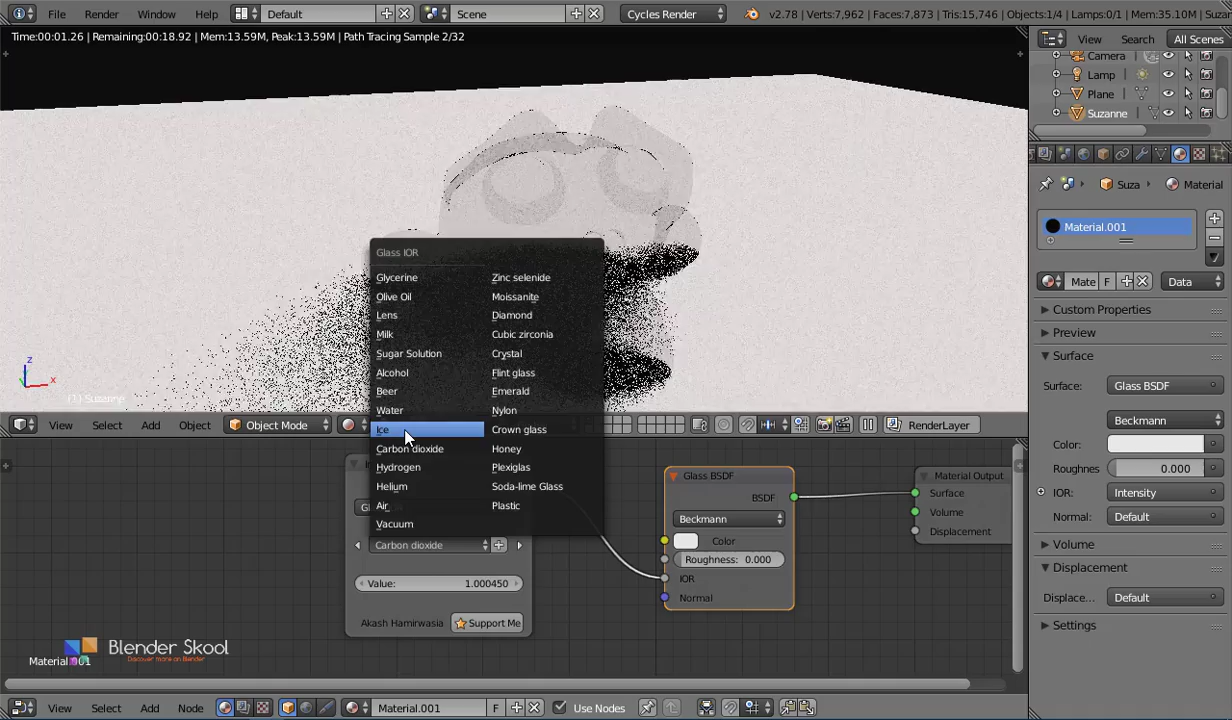 File Render Window Help Default Scene Cycles Render v2.78 | Verts:7,962 | Faces:7,873 | Tris:15,746 | Objects:1/4 | Lamps:0/1 | Mem:35.10M
Time:00:01.26 | Remaining:00:18.92 | Mem:13.59M, Peak:13.59M | Path Tracing Sample 2/32
View Search All Scenes
Camera
Lamp
Plane
Suzanne
Suza Material
Material.001
Mate F Data
Custom Properties
Preview
Surface
Surface: Glass BSDF
Beckmann
Color:
Roughnes 0.000
IOR: Intensity
Normal: Default
Volume
Displacement
Displace... Default
Settings
Glass IOR
Glycerine Zinc selenide
Olive Oil Moissanite
Lens Diamond
Milk Cubic zirconia
Sugar Solution Crystal
Alcohol Flint glass
Beer Emerald
Water Nylon
Ice Crown glass
Carbon dioxide Honey
Hydrogen Plexiglas
Helium Soda-lime Glass
Air Plastic
Vacuum
z
x
(1) Suzanne
View Select Add Object Object Mode RenderLayer
Carbon dioxide
Value: 1.000450
Akash Hamirwasia Support Me
Glass BSDF
BSDF
Beckmann
Color
Roughness: 0.000
IOR
Normal
Material Output
Surface
Volume
Displacement
Blender Skool
Discover more on Blender
Material.001
View Select Add Node Material.001 F Use Nodes